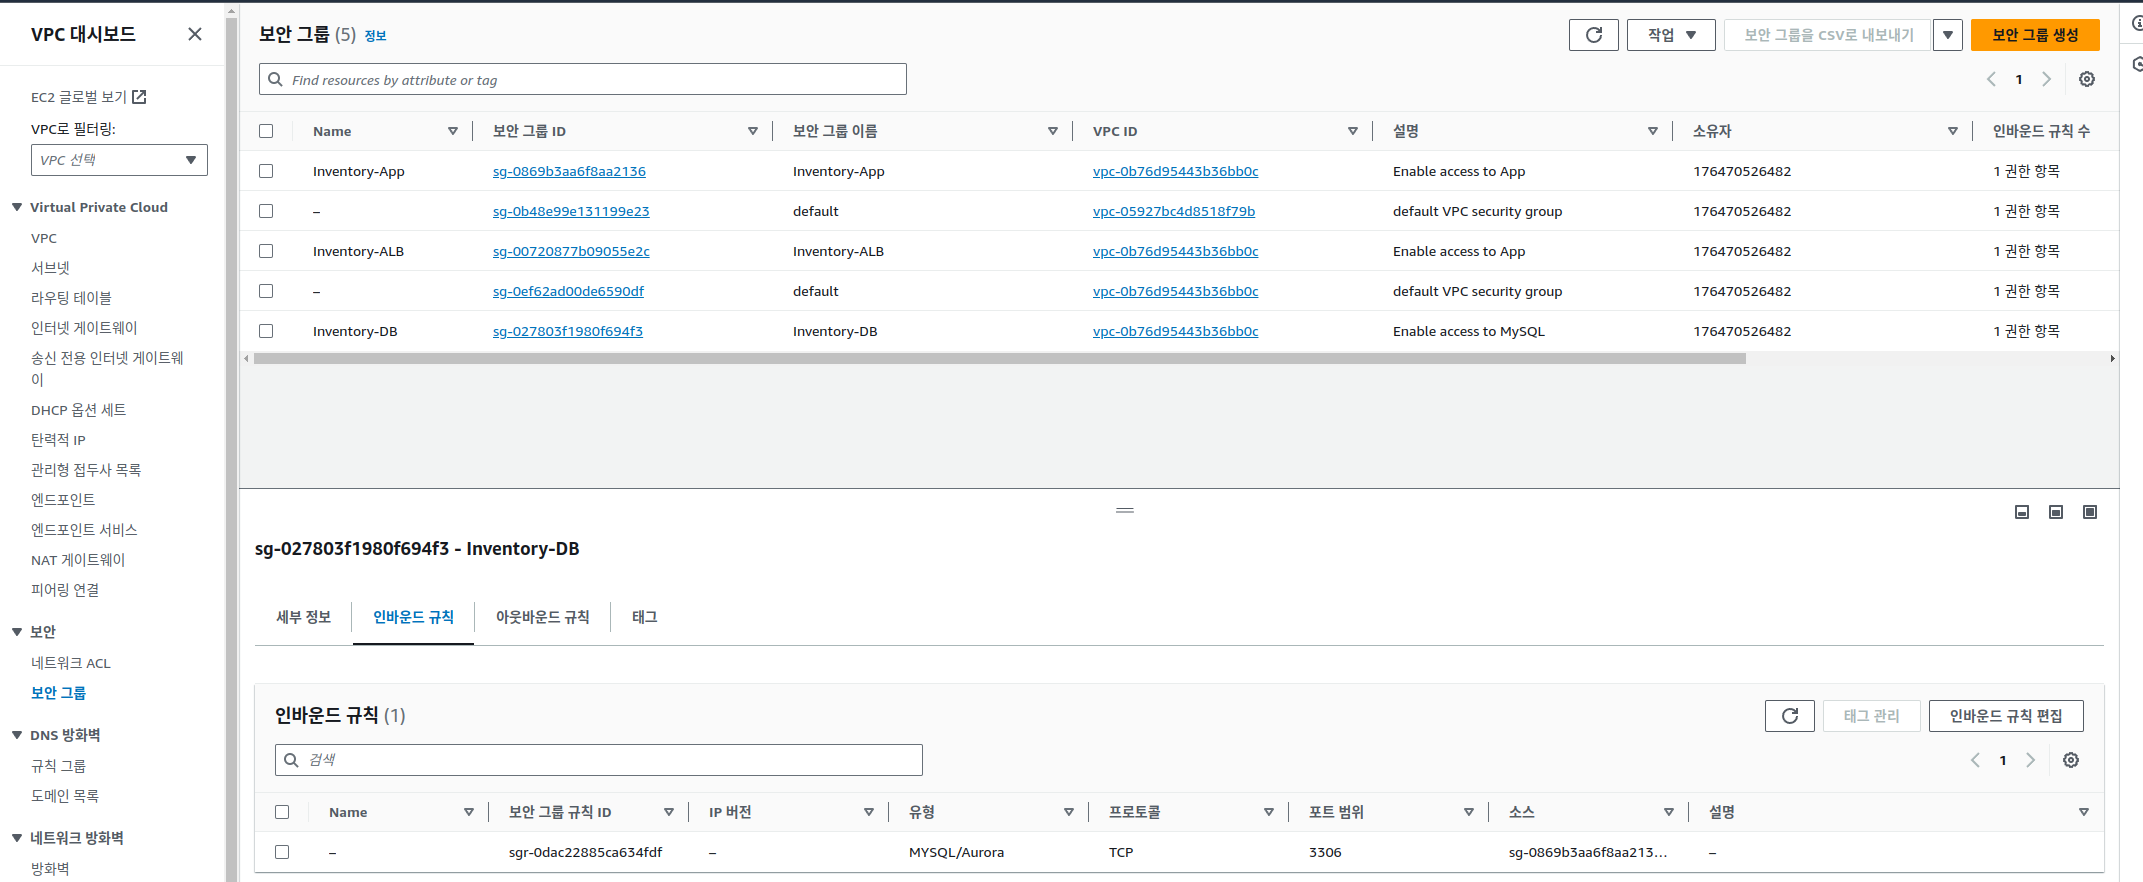 VPC 대시보드
EC2 글로벌 보기
VPC로 필터링:
VPC 선택
Virtual Private Cloud
VPC
서브넷
라우팅 테이블
인터넷 게이트웨이
송신 전용 인터넷 게이트웨
이
DHCP 옵션 세트
탄력적 IP
관리형 접두사 목록
엔드포인트
엔드포인트 서비스
NAT 게이트웨이
피어링 연결
보안
네트워크 ACL
보안 그룹
DNS 방화벽
규칙 그룹
도메인 목록
네트워크 방화벽
방화벽
보안 그룹 (5) 정보
작업
보안 그룹을 CSV로 내보내기
보안 그룹 생성
Find resources by attribute or tag
1
Name 보안 그룹 ID 보안 그룹 이름 VPC ID 설명 소유자 인바운드 규칙 수
Inventory-App sg-0869b3aa6f8aa2136 Inventory-App vpc-0b76d95443b36bb0c Enable access to App 176470526482 1 권한 항목
– sg-0b48e99e131199e23 default vpc-05927bc4d8518f79b default VPC security group 176470526482 1 권한 항목
Inventory-ALB sg-00720877b09055e2c Inventory-ALB vpc-0b76d95443b36bb0c Enable access to App 176470526482 1 권한 항목
– sg-0ef62ad00de6590df default vpc-0b76d95443b36bb0c default VPC security group 176470526482 1 권한 항목
Inventory-DB sg-027803f1980f694f3 Inventory-DB vpc-0b76d95443b36bb0c Enable access to MySQL 176470526482 1 권한 항목
sg-027803f1980f694f3 - Inventory-DB
세부 정보 인바운드 규칙 아웃바운드 규칙 태그
인바운드 규칙 (1)
태그 관리
인바운드 규칙 편집
검색
1
Name 보안 그룹 규칙 ID IP 버전 유형 프로토콜 포트 범위 소스 설명
– sgr-0dac22885ca634fdf – MYSQL/Aurora TCP 3306 sg-0869b3aa6f8aa213... –